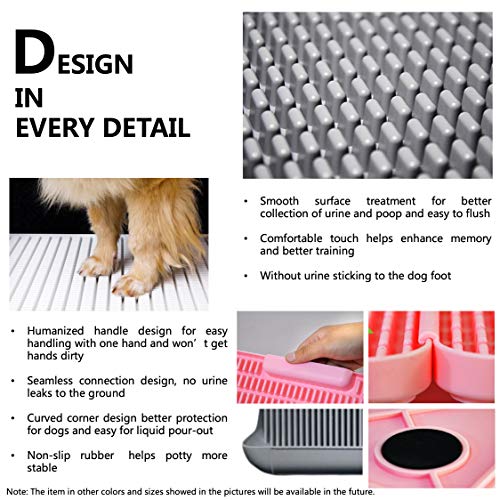 DESIGN
IN
EVERY DETAIL
• Smooth surface treatment for better
collection of urine and poop and easy to flush
• Comfortable touch helps enhance memory
and better training
• Without urine sticking to the dog foot
• Humanized handle design for easy
handling with one hand and won’t get
hands dirty
• Seamless connection design, no urine
leaks to the ground
• Curved corner design better protection
for dogs and easy for liquid pour-out
• Non-slip rubber helps potty more
stable
Note: The item in other colors and sizes showed in the pictures will be available in the future.